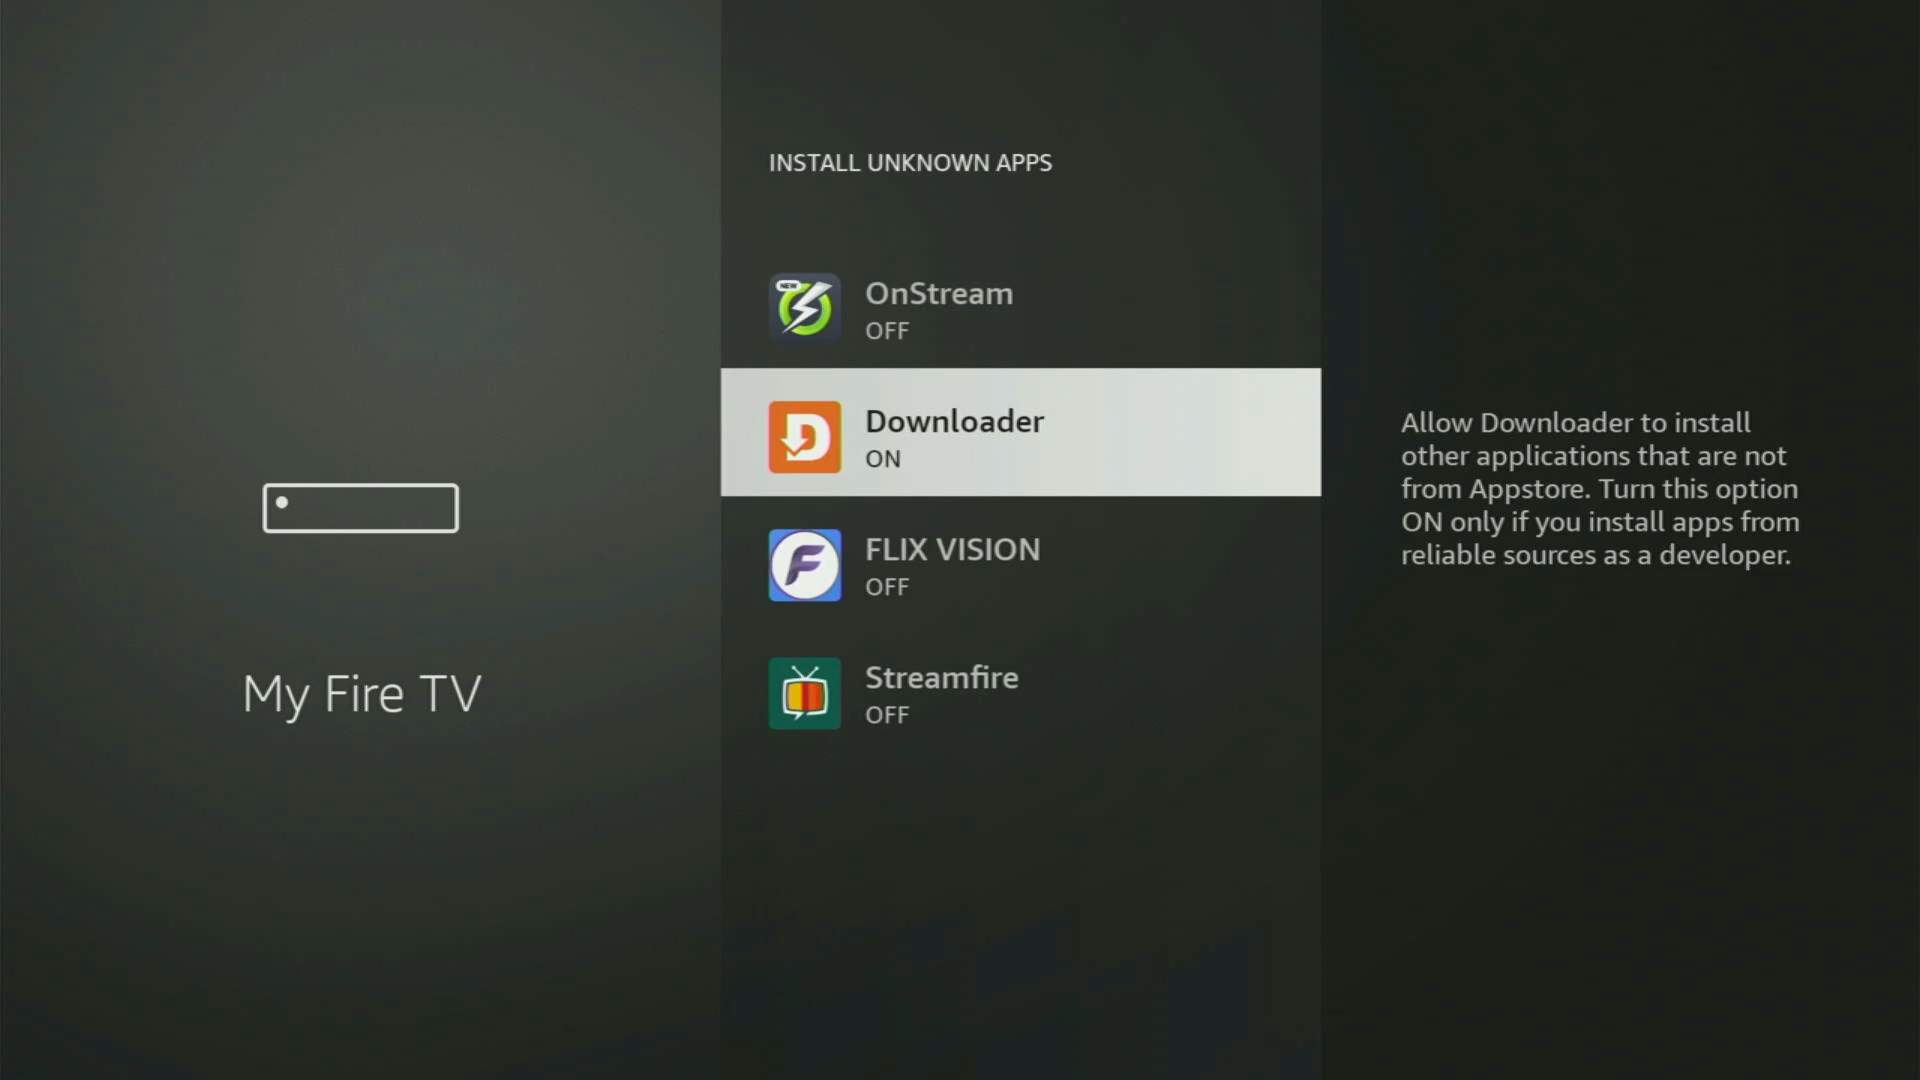 My Fire TV
INSTALL UNKNOWN APPS
OnStream
OFF
Downloader
ON
FLIX VISION
OFF
Streamfire
OFF
Allow Downloader to install
other applications that are not
from Appstore. Turn this option
ON only if you install apps from
reliable sources as a developer.